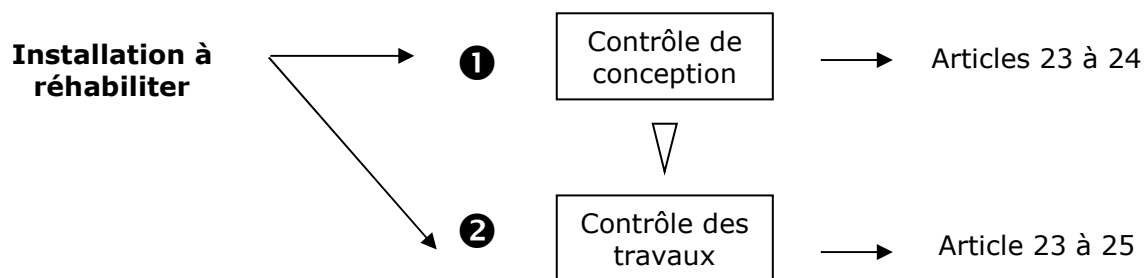 Installation à
réhabiliter
❶
Contrôle de
conception
Articles 23 à 24
❷
Contrôle des
travaux
Article 23 à 25